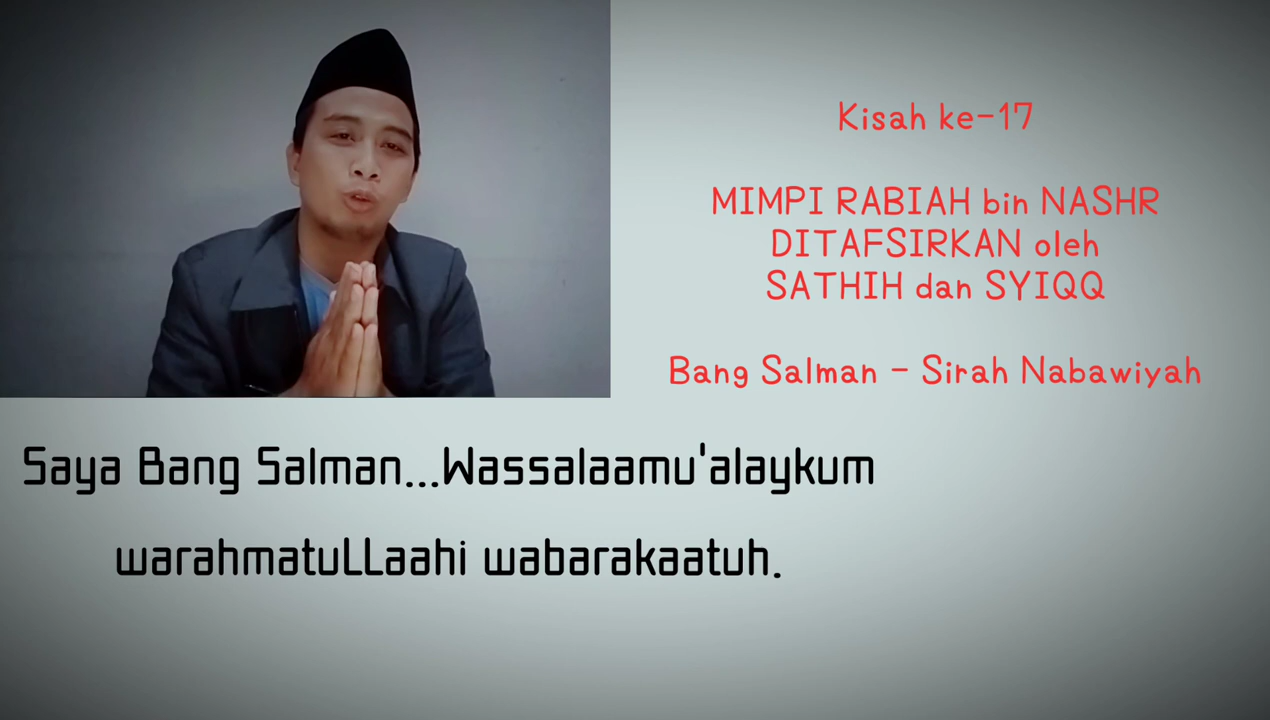 Kisah ke-17
MIMPI RABIAH bin NASHR
DITAFSIRKAN oleh
SATHIH dan SYIQQ
Bang Salman - Sirah Nabawiyah
Saya Bang Salman...Wassalaamu'alaykum
warahmatuLLaahi wabarakaatuh.